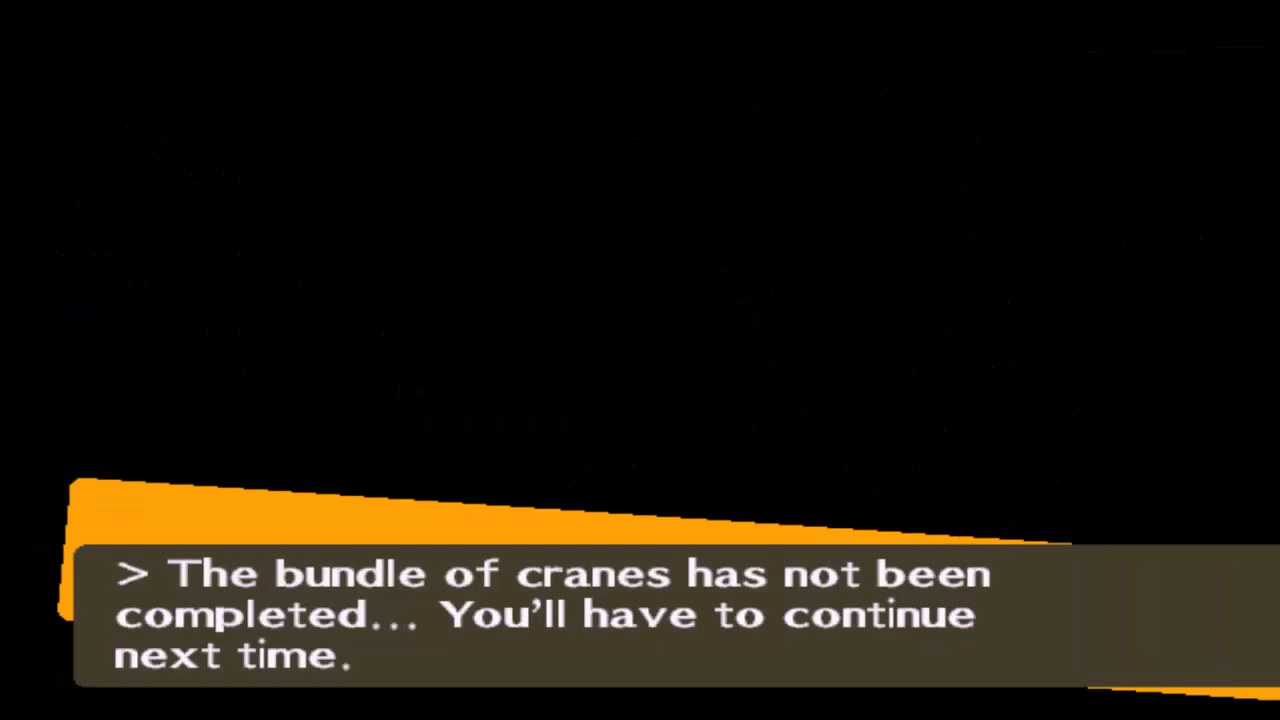 > The bundle of cranes has not been
completed... You'll have to continue
next time.